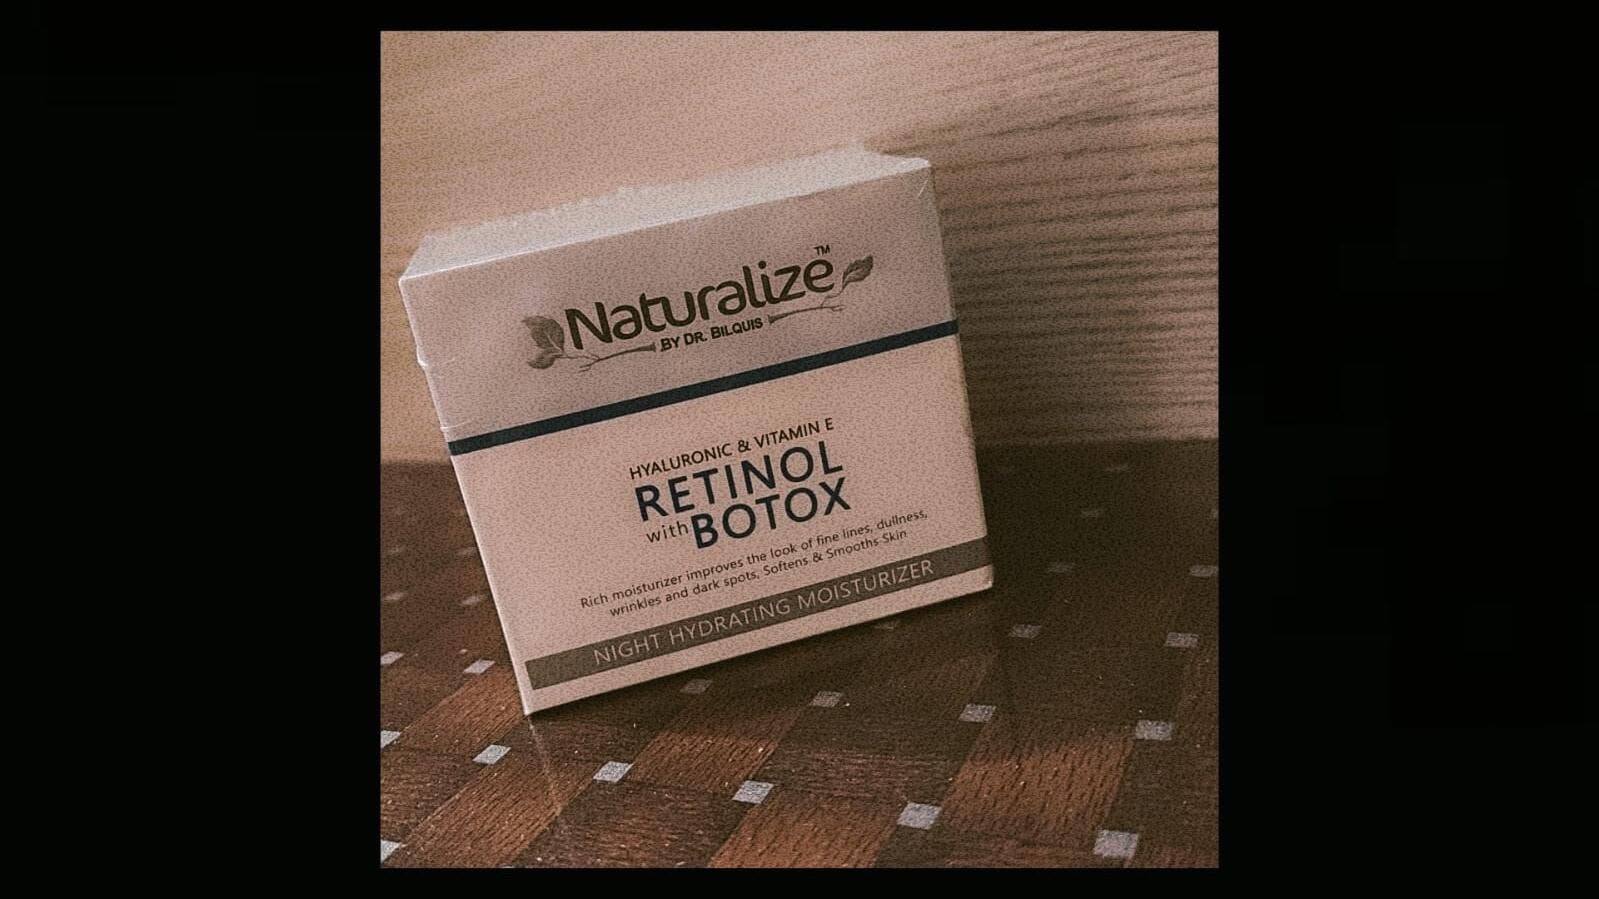 Naturalize™
BY DR. BILQUIS
HYALURONIC & VITAMIN E
RETINOL
with BOTOX
Rich moisturizer improves the look of fine lines, dullness,
wrinkles and dark spots, Softens & Smooths Skin
NIGHT HYDRATING MOISTURIZER